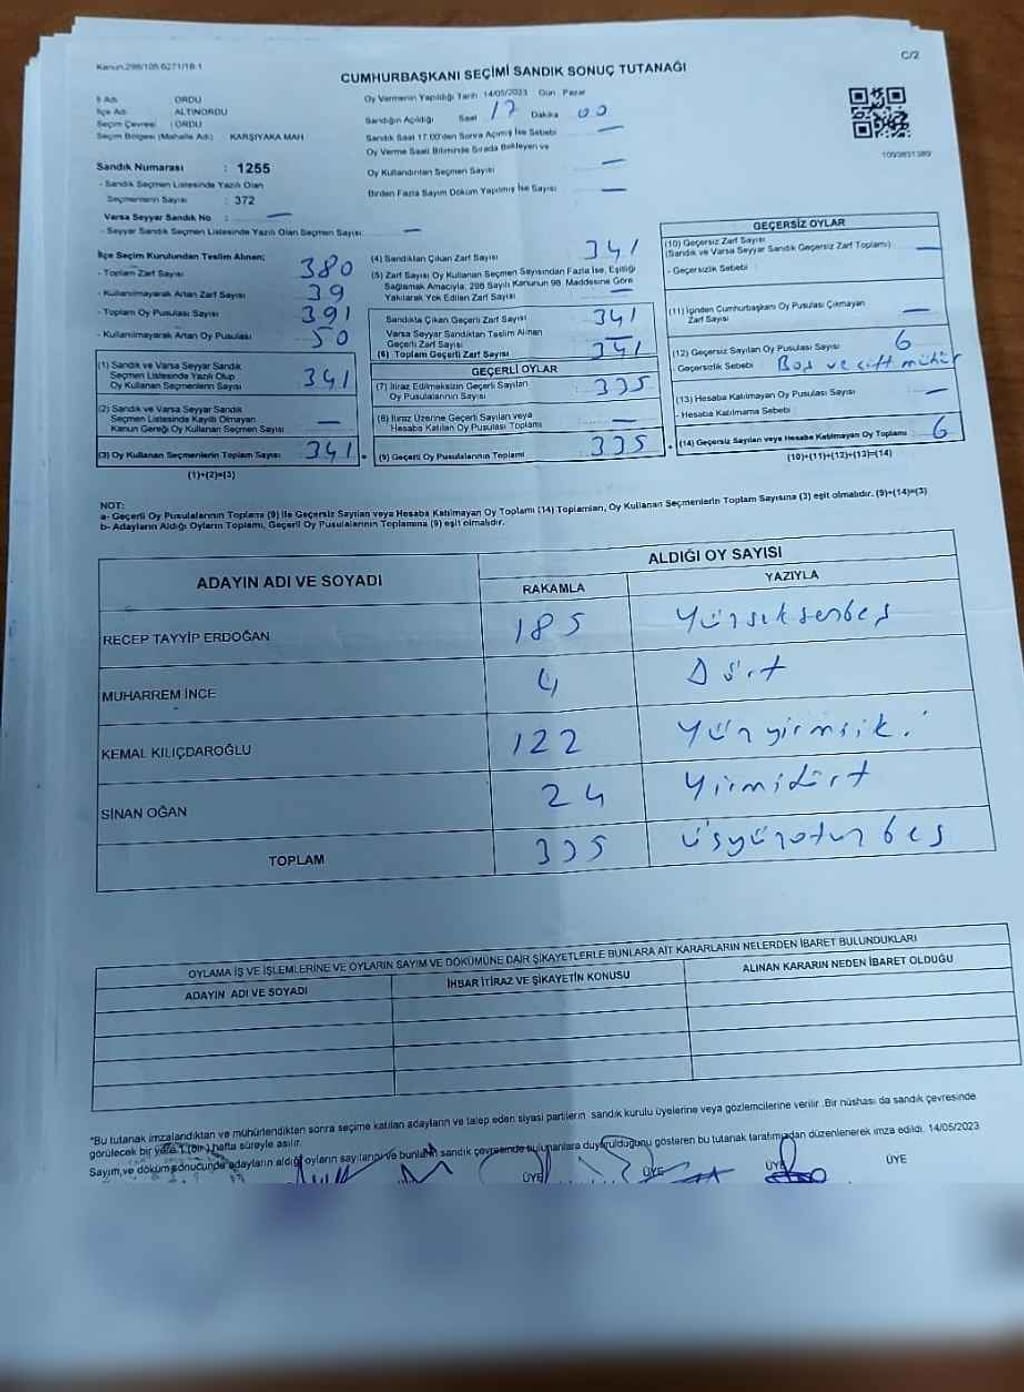 Kanun:298/105 6271/18.1
C/2
CUMHURBAŞKANI SEÇİMİ SANDIK SONUÇ TUTANAĞI
İl Adı : ORDU
İlçe Adı : ALTINORDU
Seçim Çevresi : ORDU
Seçim Bölgesi (Mahalle Adı) : KARŞIYAKA MAH
Sandık Numarası : 1255
- Sandık Seçmen Listesinde Yazılı Olan
Seçmenlerin Sayısı : 372
Varsa Seyyar Sandık No : —
- Seyyar Sandık Seçmen Listesinde Yazılı Olan Seçmen Sayısı: —
Oy Vermenin Yapıldığı Tarih 14/05/2023 Gün Pazar
Sandığın Açıldığı Saat 17 Dakika 00
Sandık Saat 17:00'den Sonra Açılmış İse Sebebi —
Oy Verme Saati Bitiminde Sırada Bekleyen ve
Oy Kullandırılan Seçmen Sayısı —
Birden Fazla Sayım Döküm Yapılmış İse Sayısı —
İlçe Seçim Kurulundan Teslim Alınan;
- Toplam Zarf Sayısı 380
- Kullanılmayarak Artan Zarf Sayısı 39
- Toplam Oy Pusulası Sayısı 391
- Kullanılmayarak Artan Oy Pusulası 50
(1) Sandık ve Varsa Seyyar Sandık
Seçmen Listesinde Yazılı Olup
Oy Kullanan Seçmenlerin Sayısı 341
(2) Sandık ve Varsa Seyyar Sandık
Seçmen Listesinde Kayıtlı Olmayan
Kanun Gereği Oy Kullanan Seçmen Sayısı —
(3) Oy Kullanan Seçmenlerin Toplam Sayısı 341
(1)+(2)=(3)
(4) Sandıktan Çıkan Zarf Sayısı 341
(5) Zarf Sayısı Oy Kullanan Seçmen Sayısından Fazla İse, Eşitliği
Sağlamak Amacıyla, 298 Sayılı Kanunun 98. Maddesine Göre
Yakılarak Yok Edilen Zarf Sayısı —
Sandıkta Çıkan Geçerli Zarf Sayısı 341
Varsa Seyyar Sandıktan Teslim Alınan
Geçerli Zarf Sayısı —
(6) Toplam Geçerli Zarf Sayısı 341
GEÇERLİ OYLAR
(7) İtiraz Edilmeksizin Geçerli Sayılan
Oy Pusulalarının Sayısı 335
(8) İtiraz Üzerine Geçerli Sayılan veya
Hesaba Katılan Oy Pusulası Toplamı —
(9) Geçerli Oy Pusulalarının Toplamı 335
GEÇERSİZ OYLAR
(10) Geçersiz Zarf Sayısı
(Sandık ve Varsa Seyyar Sandık Geçersiz Zarf Toplamı) —
- Geçersizlik Sebebi
(11) İçinden Cumhurbaşkanı Oy Pusulası Çıkmayan
Zarf Sayısı —
(12) Geçersiz Sayılan Oy Pusulası Sayısı 6
Geçersizlik Sebebi Boş ve çift mühür
(13) Hesaba Katılmayan Oy Pusulası Sayısı —
- Hesaba Katılmama Sebebi
(14) Geçersiz Sayılan veya Hesaba Katılmayan Oy Toplamı 6
(10)+(11)+(12)+(13)=(14)
NOT:
a- Geçerli Oy Pusulalarının Toplamı (9) ile Geçersiz Sayılan veya Hesaba Katılmayan Oy Toplamı (14) Toplamları, Oy Kullanan Seçmenlerin Toplam Sayısına (3) eşit olmalıdır. (9)+(14)=(3)
b- Adayların Aldığı Oyların Toplamı, Geçerli Oy Pusulalarının Toplamına (9) eşit olmalıdır.
ADAYIN ADI VE SOYADI ALDIĞI OY SAYISI
RAKAMLA YAZIYLA
RECEP TAYYİP ERDOĞAN 185 Yüzseksenbeş
MUHARREM İNCE 4 Dört
KEMAL KILIÇDAROĞLU 122 Yüzyirmiiki
SİNAN OĞAN 24 Yirmidört
TOPLAM 335 üçyüzotuzbeş
OYLAMA İŞ VE İŞLEMLERİNE VE OYLARIN SAYIM VE DÖKÜMÜNE DAİR ŞİKAYETLERLE BUNLARA AİT KARARLARIN NELERDEN İBARET BULUNDUKLARI
ADAYIN ADI VE SOYADI İHBAR İTİRAZ VE ŞİKAYETİN KONUSU ALINAN KARARIN NEDEN İBARET OLDUĞU
*Bu tutanak imzalandıktan ve mühürlendikten sonra seçime katılan adayların ve talep eden siyasi partilerin sandık kurulu üyelerine veya gözlemcilerine verilir. Bir nüshası da sandık çevresinde
görülecek bir yere 1 (bir) hafta süreyle asılır.
Sayım,ve döküm sonucunda adayların aldığı oyların sayılarını ve bunların sandık çevresinde bulunanlara duyurulduğunu gösteren bu tutanak tarafımızdan düzenlenerek imza edildi. 14/05/2023
ÜYE ÜYE ÜYE ÜYE